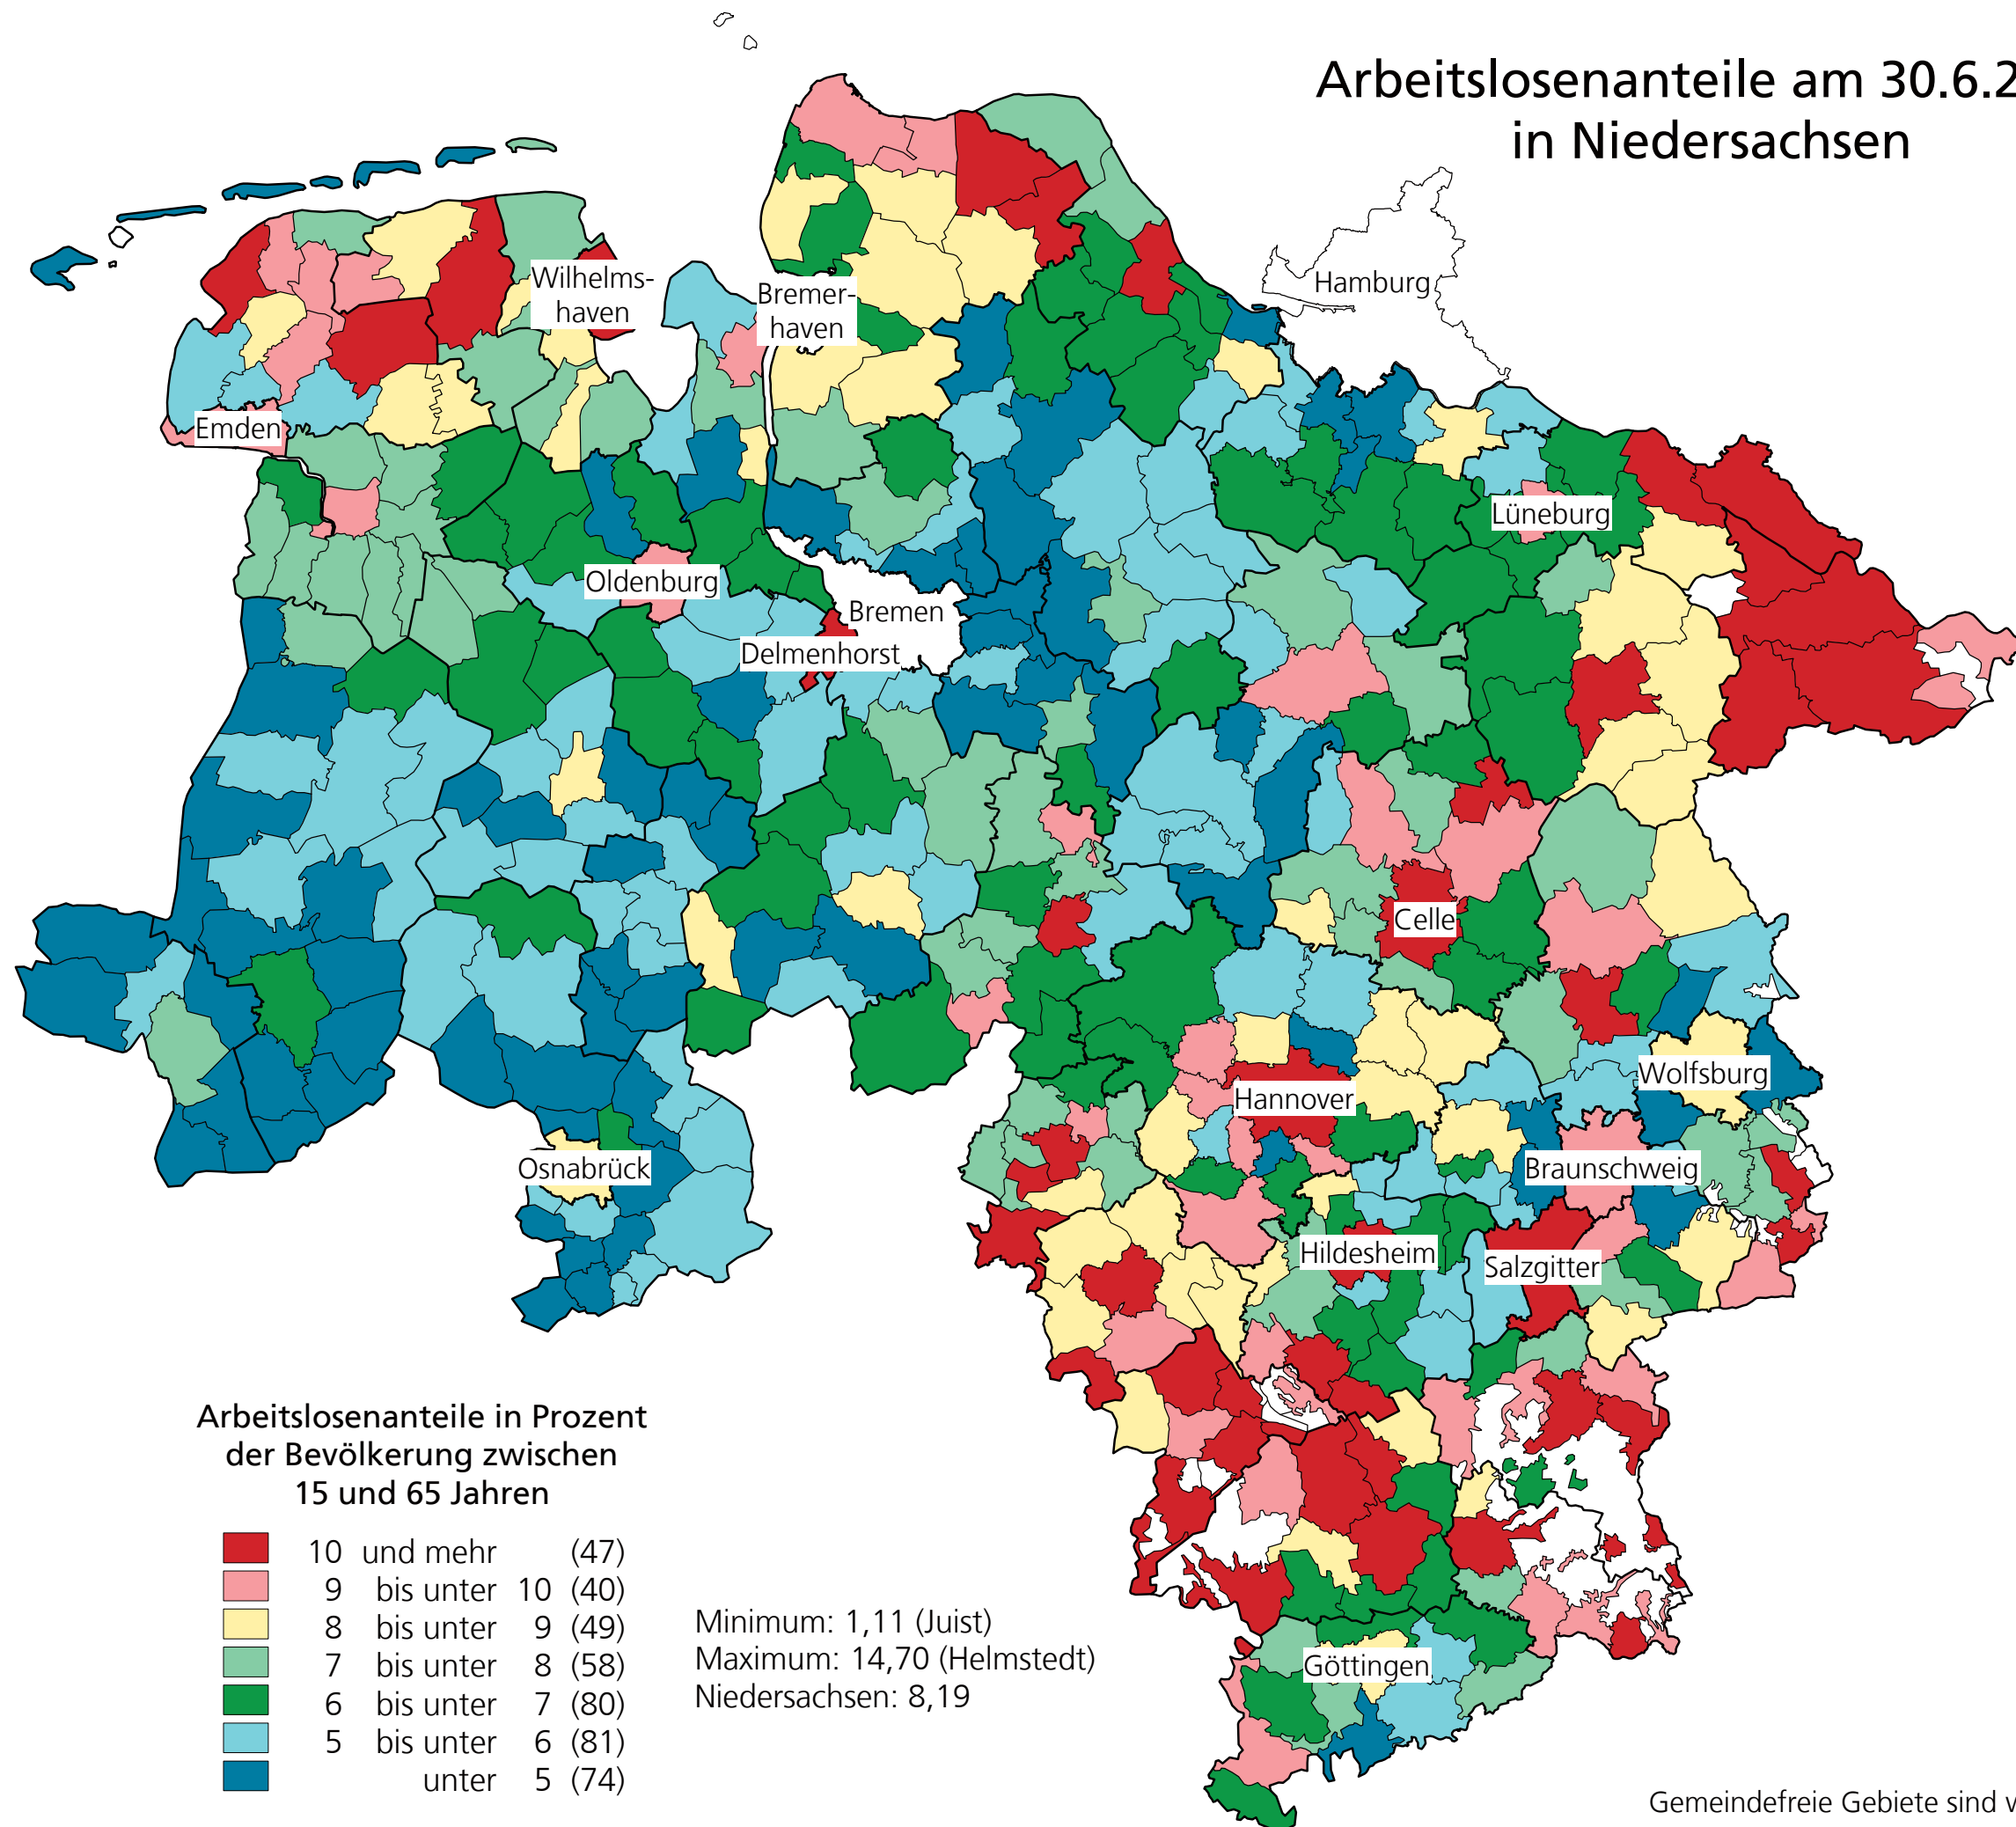 Arbeitslosenanteile am 30.6.2
in Niedersachsen
Hamburg
Wilhelms-
haven
Bremer-
haven
Emden
Lüneburg
Oldenburg
Bremen
Delmenhorst
Celle
Wolfsburg
Hannover
Osnabrück
Braunschweig
Hildesheim
Salzgitter
Göttingen
Arbeitslosenanteile in Prozent
der Bevölkerung zwischen
15 und 65 Jahren
10 und mehr (47)
9 bis unter 10 (40)
8 bis unter 9 (49)
7 bis unter 8 (58)
6 bis unter 7 (80)
5 bis unter 6 (81)
unter 5 (74)
Minimum: 1,11 (Juist)
Maximum: 14,70 (Helmstedt)
Niedersachsen: 8,19
Gemeindefreie Gebiete sind